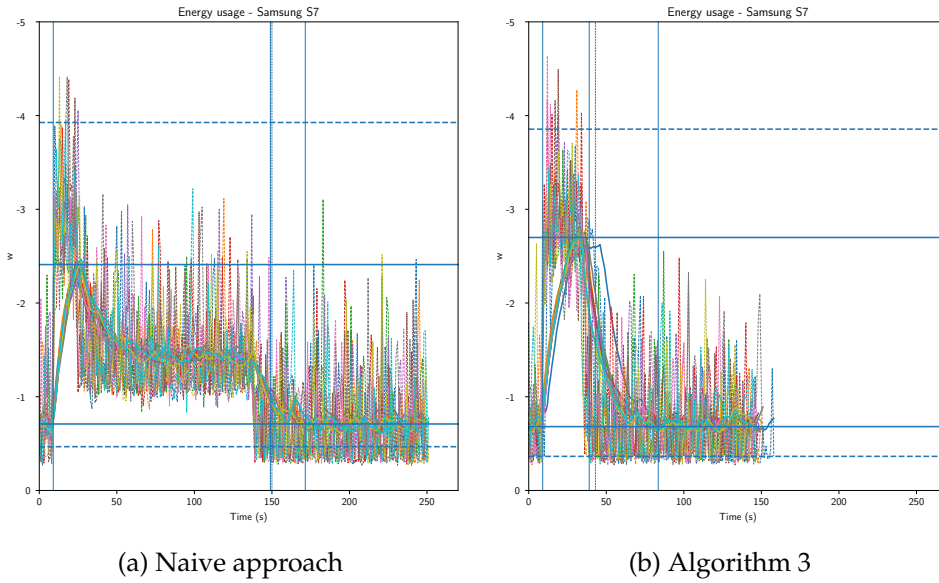 Energy usage - Samsung S7
-5
-4
-3
-2
-1
0
w
0 50 100 150 200 250
Time (s)
(a) Naive approach
Energy usage - Samsung S7
-5
-4
-3
-2
-1
0
w
0 50 100 150 200 250
Time (s)
(b) Algorithm 3